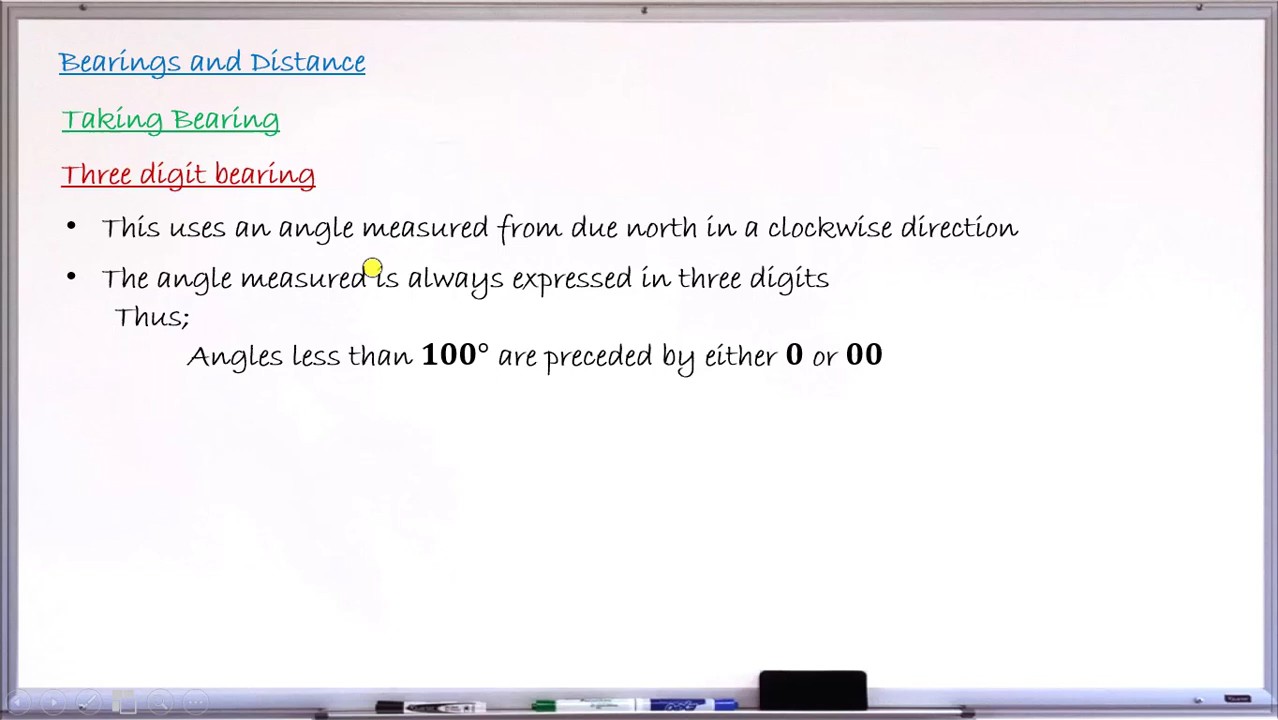 Bearings and Distance
Taking Bearing
Three digit bearing
• This uses an angle measured from due north in a clockwise direction
• The angle measured is always expressed in three digits
Thus;
Angles less than 100° are preceded by either 0 or 00